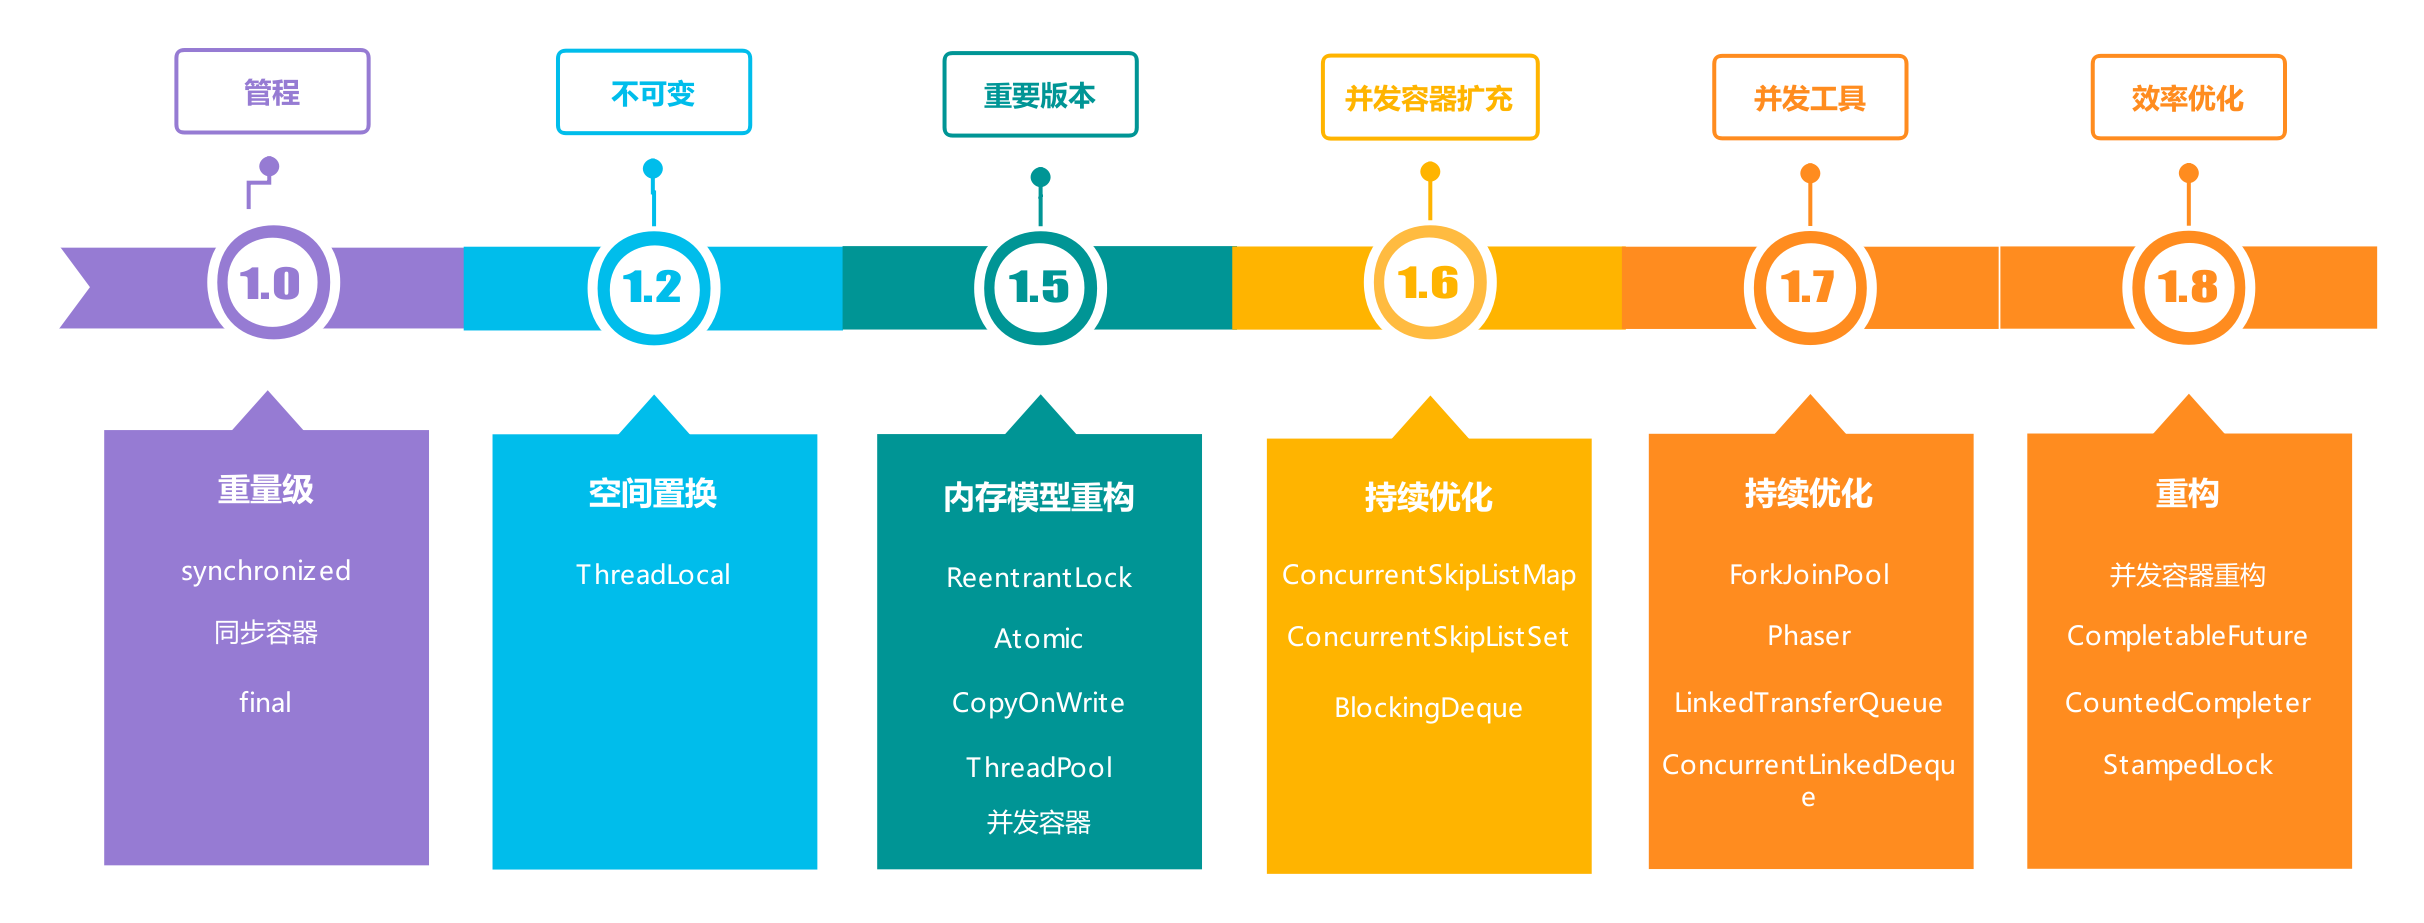 管程
不可变
重要版本
并发容器扩充
并发工具
效率优化
1.0
1.2
1.5
1.6
1.7
1.8
重量级
synchronized
同步容器
final
空间置换
ThreadLocal
内存模型重构
ReentrantLock
Atomic
CopyOnWrite
ThreadPool
并发容器
持续优化
ConcurrentSkipListMap
ConcurrentSkipListSet
BlockingDeque
持续优化
ForkJoinPool
Phaser
LinkedTransferQueue
ConcurrentLinkedDequ
e
重构
并发容器重构
CompletableFuture
CountedCompleter
StampedLock